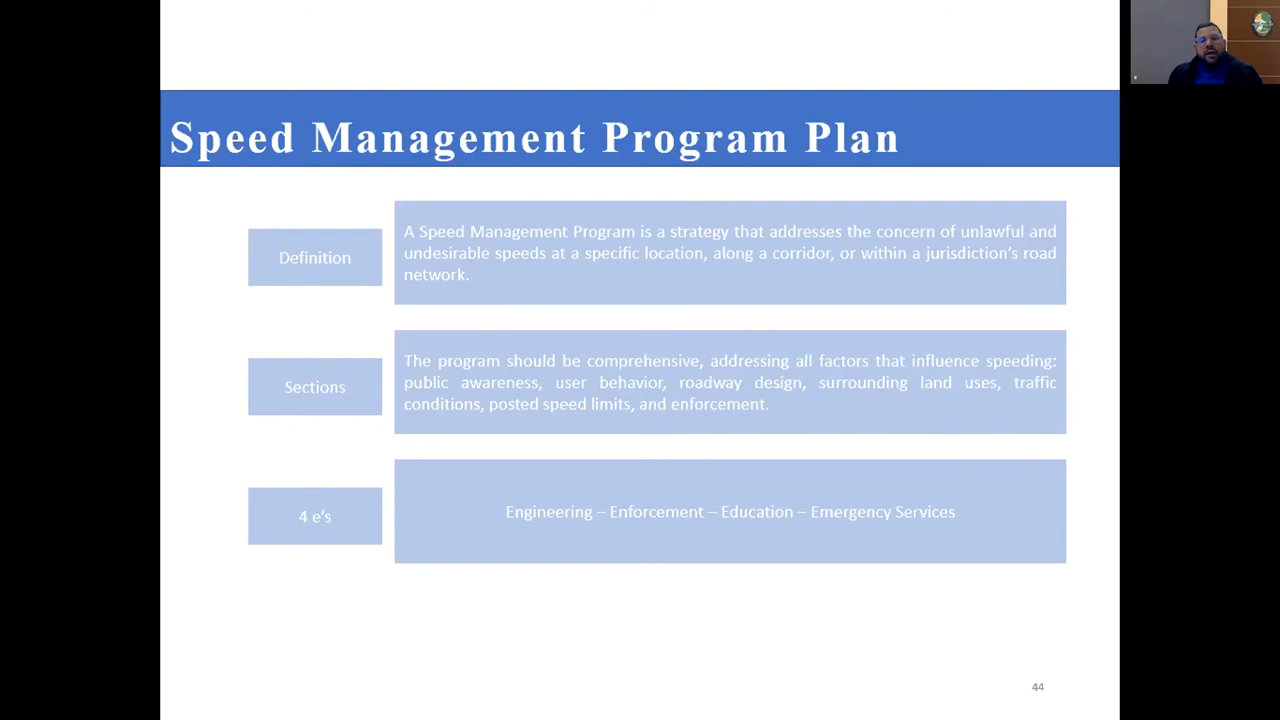 Speed Management Program Plan
Definition
A Speed Management Program is a strategy that addresses the concern of unlawful and
undesirable speeds at a specific location, along a corridor, or within a jurisdiction's road
network.
Sections
The program should be comprehensive, addressing all factors that influence speeding:
public awareness, user behavior, roadway design, surrounding land uses, traffic
conditions, posted speed limits, and enforcement.
4 e's
Engineering – Enforcement – Education – Emergency Services
44